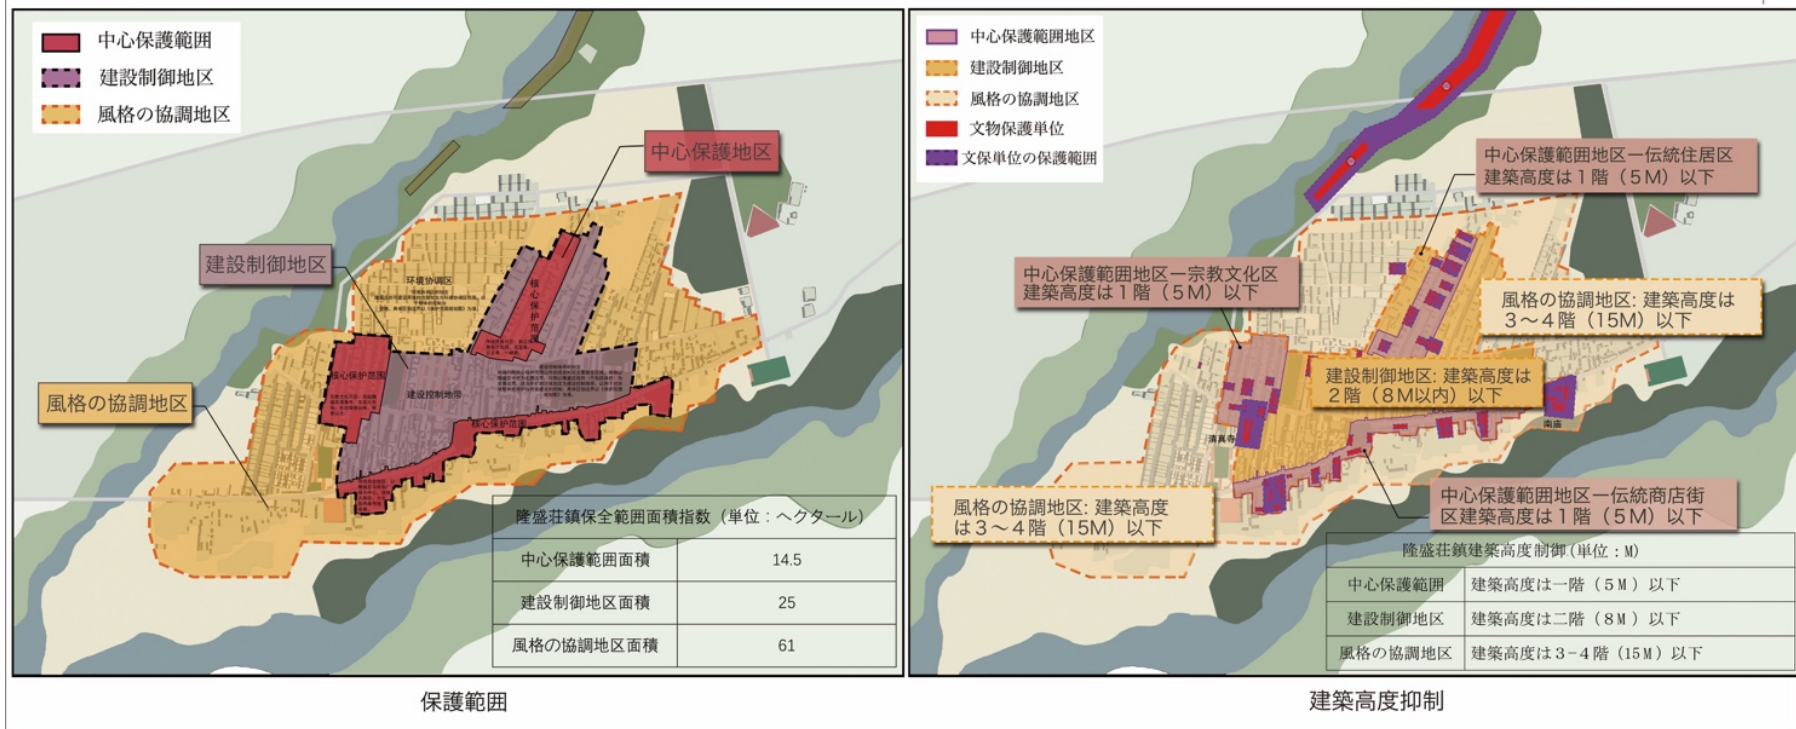 中心保護範囲
建設制御地区
風格の協調地区
中心保護地区
建設制御地区
风格の協調地区
环境协调区
核心保护范
核心保护范围
建设控制地带
核心保护范围
隆盛荘鎮保全範囲面積指数（単位：ヘクタール）
中心保護範囲面積 14.5
建設制御地区面積 25
風格の協調地区面積 61
保護範囲
中心保護範囲地区
建設制御地区
風格の協調地区
文物保護単位
文保単位の保護範囲
中心保護範囲地区ー伝統住居区
建築高度は１階（５M）以下
中心保護範囲地区ー宗教文化区
建築高度は１階（５M）以下
風格の協調地区: 建築高度は
３〜４階（15M）以下
建設制御地区: 建築高度は
２階（８M以内）以下
清真寺
南庙
風格の協調地区: 建築高度
は３〜４階（15M）以下
中心保護範囲地区ー伝統商店街
区建築高度は１階（５M）以下
隆盛荘鎮建築高度制御(単位：M)
中心保護範囲 建築高度は一階（５M）以下
建設制御地区 建築高度は二階（８M）以下
風格の協調地区 建築高度は３−４階（15M）以下
建築高度抑制